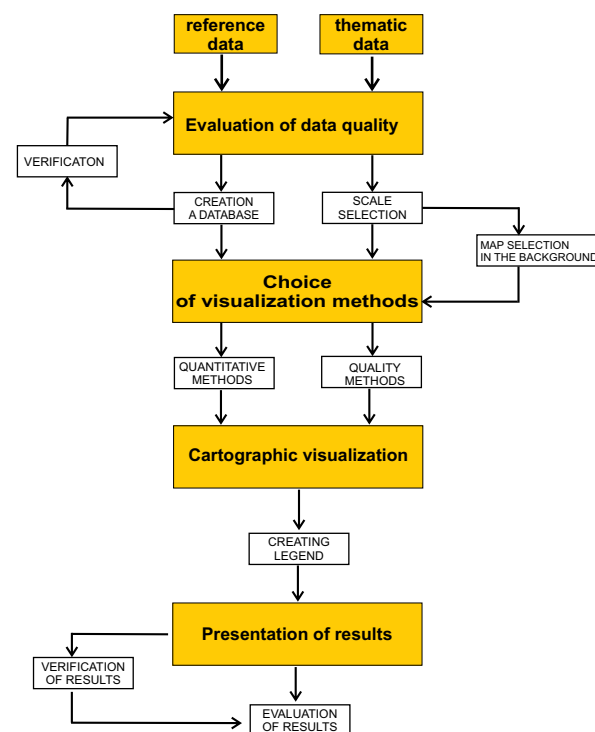 reference
data
thematic
data
Evaluation of data quality
VERIFICATON
CREATION
A DATABASE
SCALE
SELECTION
MAP SELECTION
IN THE BACKGROUND
Choice
of visualization methods
QUANTITATIVE
METHODS
QUALITY
METHODS
Cartographic visualization
CREATING
LEGEND
Presentation of results
VERIFICATION
OF RESULTS
EVALUATION
OF RESULTS